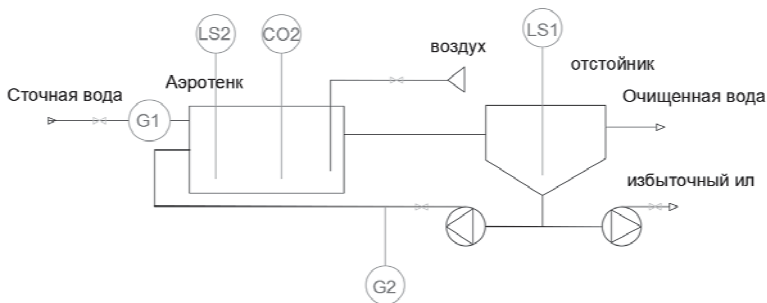 LS2
CO2
LS1
воздух
отстойник
Аэротенк
Сточная вода
Очищенная вода
G1
избыточный ил
G2